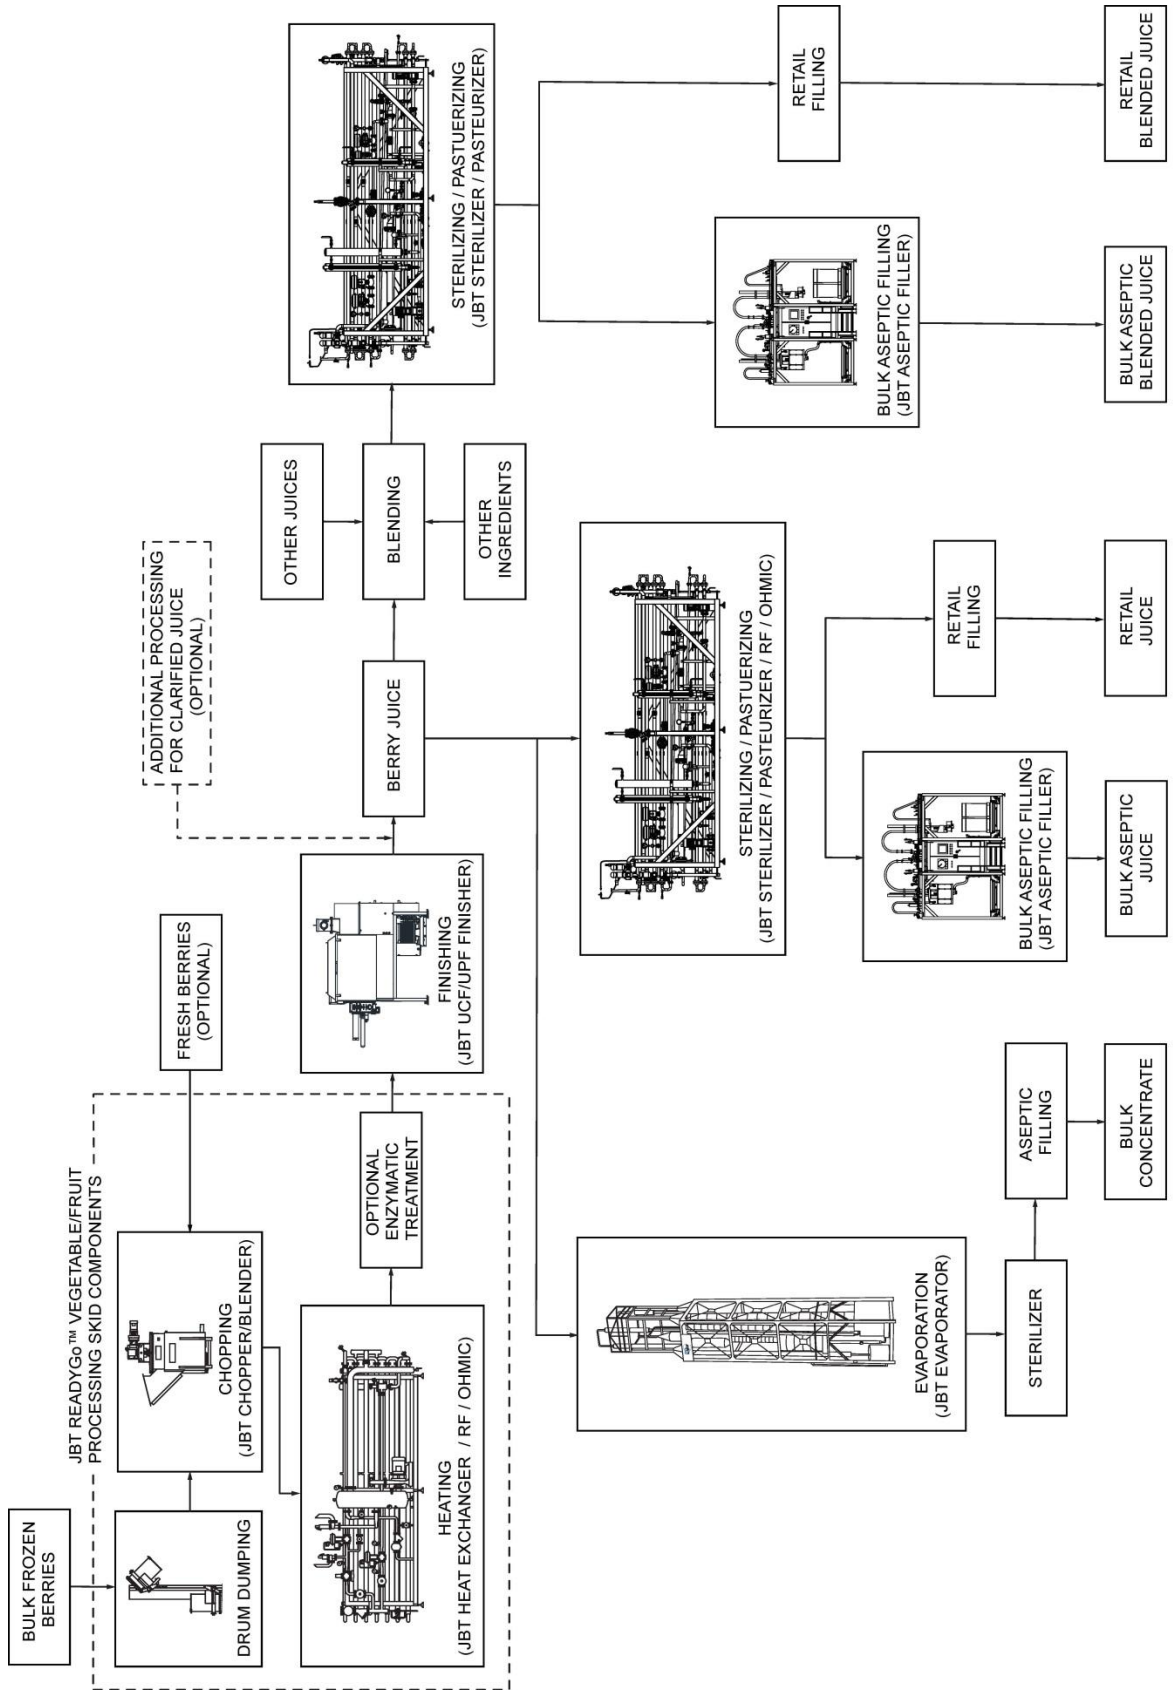 BULK FROZEN
BERRIES
JBT READYGo™ VEGETABLE/FRUIT
PROCESSING SKID COMPONENTS
DRUM DUMPING
CHOPPING
(JBT CHOPPER/BLENDER)
FRESH BERRIES
(OPTIONAL)
HEATING
(JBT HEAT EXCHANGER / RF / OHMIC)
OPTIONAL
ENZYMATIC
TREATMENT
FINISHING
(JBT UCF/UPF FINISHER)
ADDITIONAL PROCESSING
FOR CLARIFIED JUICE
(OPTIONAL)
BERRY JUICE
OTHER JUICES
BLENDING
OTHER
INGREDIENTS
STERILIZING / PASTUERIZING
(JBT STERILIZER / PASTEURIZER)
EVAPORATION
(JBT EVAPORATOR)
STERILIZER
ASEPTIC
FILLING
BULK
CONCENTRATE
STERILIZING / PASTUERIZING
(JBT STERILIZER / PASTEURIZER / RF / OHMIC)
BULK ASEPTIC FILLING
(JBT ASEPTIC FILLER)
BULK ASEPTIC
JUICE
RETAIL
FILLING
RETAIL
JUICE
BULK ASEPTIC FILLING
(JBT ASEPTIC FILLER)
BULK ASEPTIC
BLENDED JUICE
RETAIL
FILLING
RETAIL
BLENDED JUICE